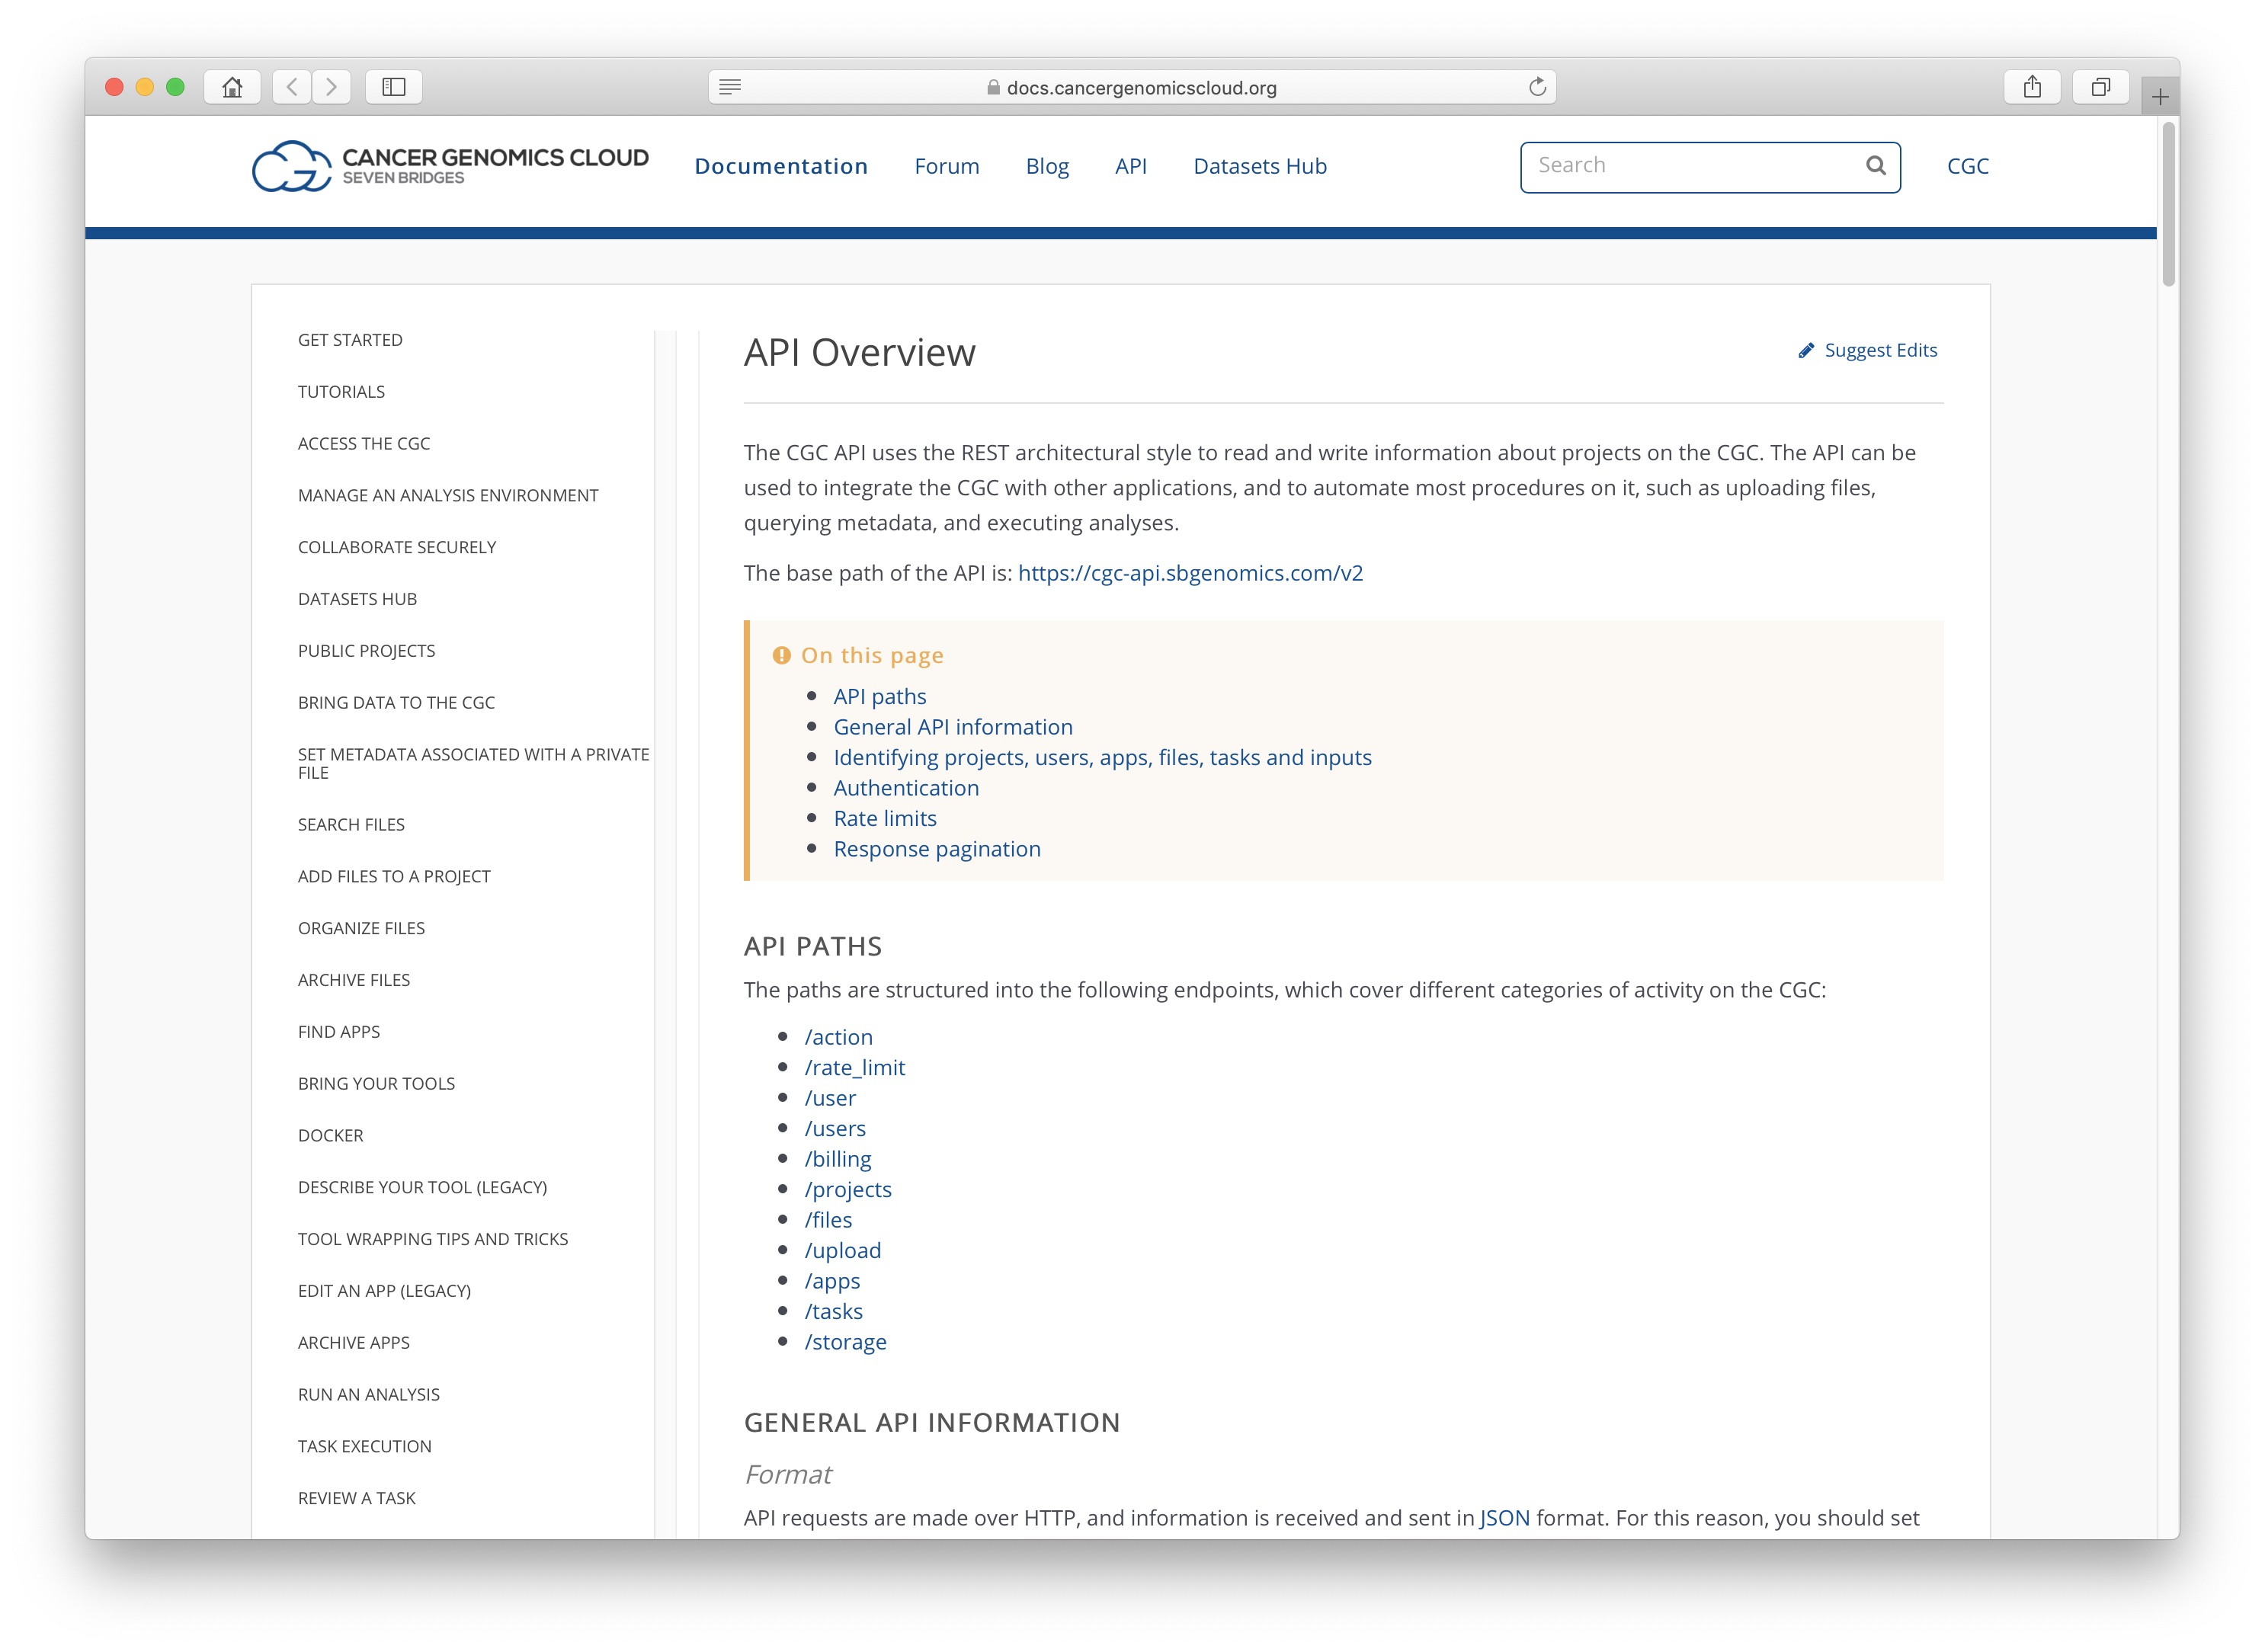 docs.cancergenomicscloud.org
CANCER GENOMICS CLOUD
SEVEN BRIDGES
Documentation
Forum
Blog
API
Datasets Hub
Search
CGC
GET STARTED
TUTORIALS
ACCESS THE CGC
MANAGE AN ANALYSIS ENVIRONMENT
COLLABORATE SECURELY
DATASETS HUB
PUBLIC PROJECTS
BRING DATA TO THE CGC
SET METADATA ASSOCIATED WITH A PRIVATE
FILE
SEARCH FILES
ADD FILES TO A PROJECT
ORGANIZE FILES
ARCHIVE FILES
FIND APPS
BRING YOUR TOOLS
DOCKER
DESCRIBE YOUR TOOL (LEGACY)
TOOL WRAPPING TIPS AND TRICKS
EDIT AN APP (LEGACY)
ARCHIVE APPS
RUN AN ANALYSIS
TASK EXECUTION
REVIEW A TASK
API Overview
Suggest Edits
The CGC API uses the REST architectural style to read and write information about projects on the CGC. The API can be
used to integrate the CGC with other applications, and to automate most procedures on it, such as uploading files,
querying metadata, and executing analyses.
The base path of the API is: https://cgc-api.sbgenomics.com/v2
On this page
• API paths
• General API information
• Identifying projects, users, apps, files, tasks and inputs
• Authentication
• Rate limits
• Response pagination
API PATHS
The paths are structured into the following endpoints, which cover different categories of activity on the CGC:
• /action
• /rate_limit
• /user
• /users
• /billing
• /projects
• /files
• /upload
• /apps
• /tasks
• /storage
GENERAL API INFORMATION
Format
API requests are made over HTTP, and information is received and sent in JSON format. For this reason, you should set